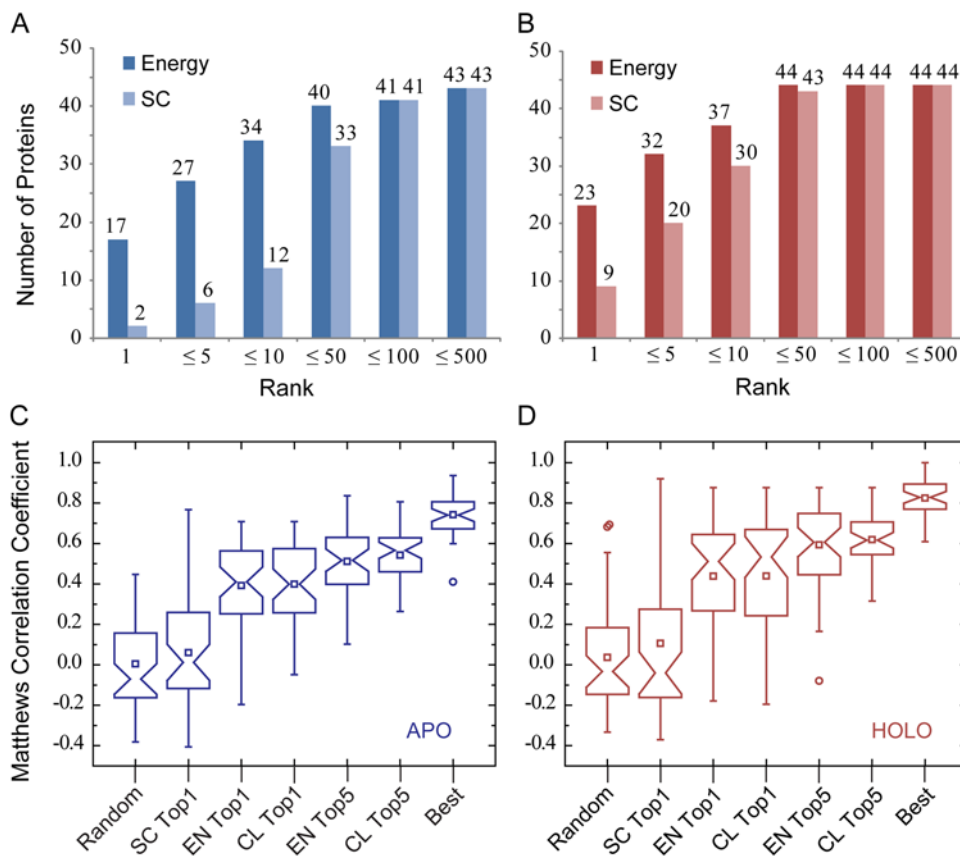 A
Energy
SC
Number of Proteins
50
40
30
20
10
0
17 2 27 6 34 12 40 33 41 41 43 43
1 ≤ 5 ≤ 10 ≤ 50 ≤ 100 ≤ 500
Rank
B
Energy
SC
50
40
30
20
10
0
23 9 32 20 37 30 44 43 44 44 44 44
1 ≤ 5 ≤ 10 ≤ 50 ≤ 100 ≤ 500
Rank
C
Matthews Correlation Coefficient
1.0
0.8
0.6
0.4
0.2
0.0
-0.2
-0.4
APO
Random SC Top1 EN Top1 CL Top1 EN Top5 CL Top5 Best
D
1.0
0.8
0.6
0.4
0.2
0.0
-0.2
-0.4
HOLO
Random SC Top1 EN Top1 CL Top1 EN Top5 CL Top5 Best